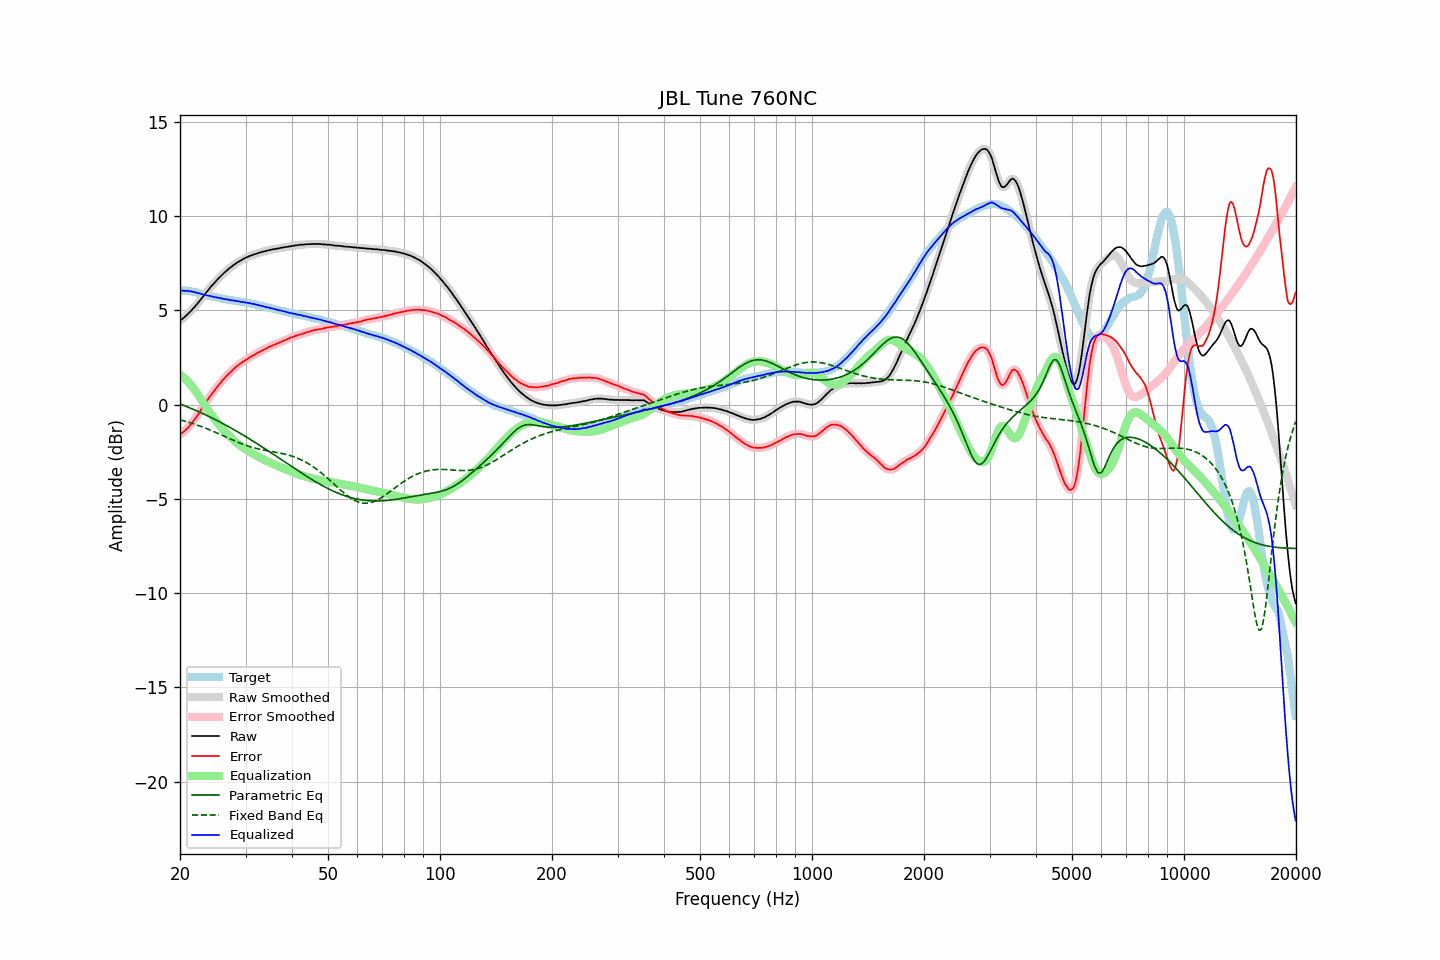 JBL Tune 760NC
15
10
5
0
−5
−10
−15
−20
Amplitude (dBr)
Target
Raw Smoothed
Error Smoothed
Raw
Error
Equalization
Parametric Eq
Fixed Band Eq
Equalized
20 50 100 200 500 1000 2000 5000 10000 20000
Frequency (Hz)